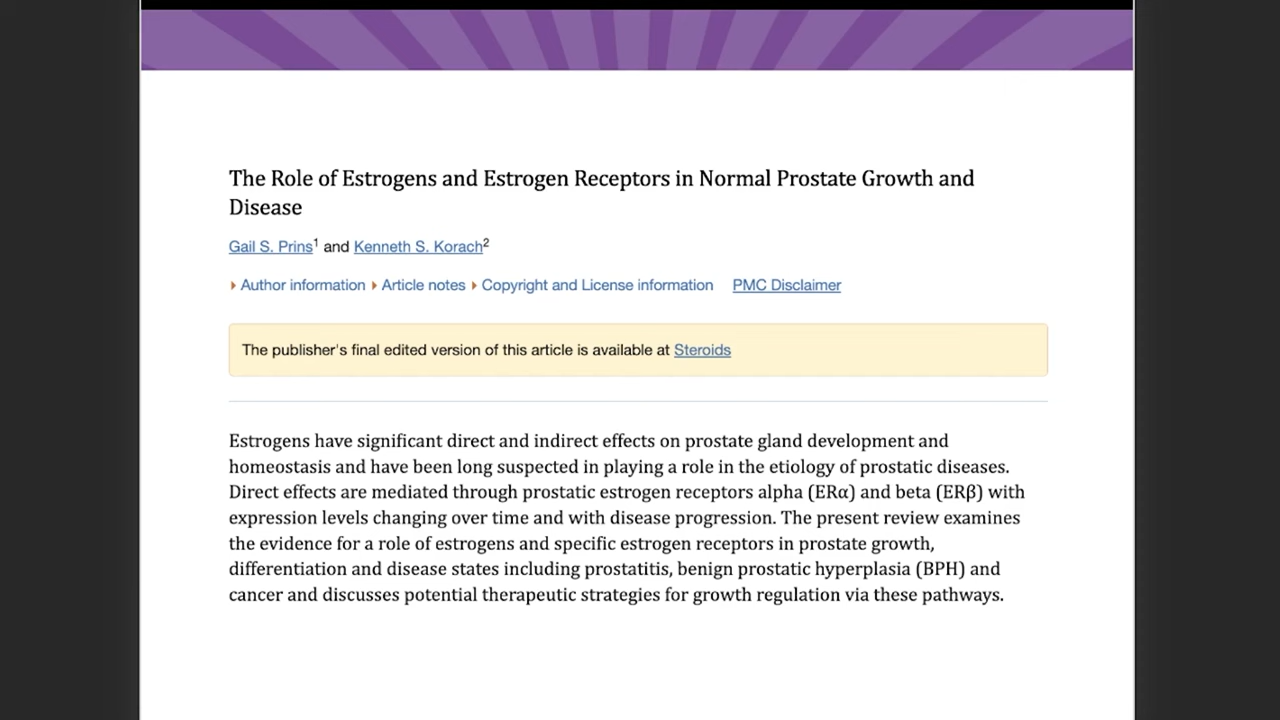 The Role of Estrogens and Estrogen Receptors in Normal Prostate Growth and
Disease
Gail S. Prins1 and Kenneth S. Korach2
Author information Article notes Copyright and License information PMC Disclaimer
The publisher's final edited version of this article is available at Steroids
Estrogens have significant direct and indirect effects on prostate gland development and
homeostasis and have been long suspected in playing a role in the etiology of prostatic diseases.
Direct effects are mediated through prostatic estrogen receptors alpha (ERα) and beta (ERβ) with
expression levels changing over time and with disease progression. The present review examines
the evidence for a role of estrogens and specific estrogen receptors in prostate growth,
differentiation and disease states including prostatitis, benign prostatic hyperplasia (BPH) and
cancer and discusses potential therapeutic strategies for growth regulation via these pathways.